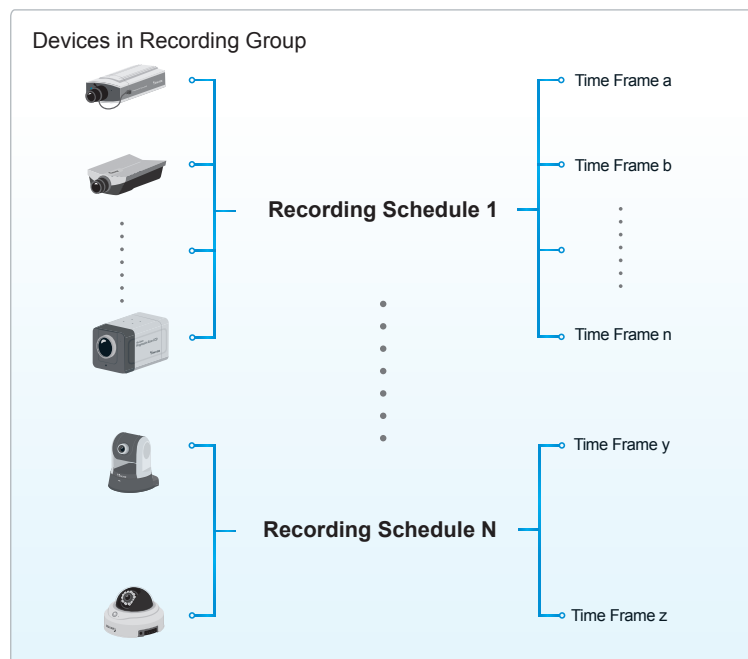 Devices in Recording Group
Time Frame a
Time Frame b
Recording Schedule 1
Time Frame n
Time Frame y
Recording Schedule N
Time Frame z